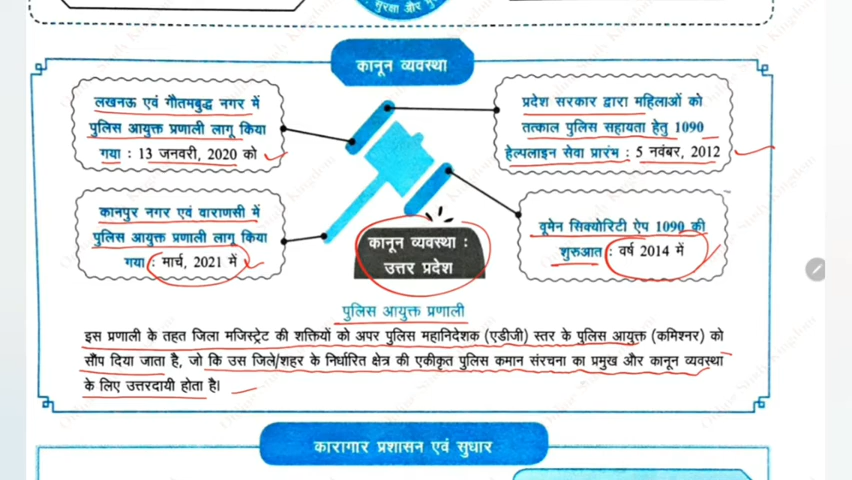 सुरक्षा और
कानून व्यवस्था
लखनऊ एवं गौतमबुद्ध नगर में
पुलिस आयुक्त प्रणाली लागू किया
गया : 13 जनवरी, 2020 को
प्रदेश सरकार द्वारा महिलाओं को
तत्काल पुलिस सहायता हेतु 1090
हेल्पलाइन सेवा प्रारंभ : 5 नवंबर, 2012
कानपुर नगर एवं वाराणसी में
पुलिस आयुक्त प्रणाली लागू किया
गया : मार्च, 2021 में
वूमेन सिक्योरिटी ऐप 1090 की
शुरुआत : वर्ष 2014 में
कानून व्यवस्था :
उत्तर प्रदेश
पुलिस आयुक्त प्रणाली
इस प्रणाली के तहत जिला मजिस्ट्रेट की शक्तियों को अपर पुलिस महानिदेशक (एडीजी) स्तर के पुलिस आयुक्त (कमिश्नर) को
सौंप दिया जाता है, जो कि उस जिले/शहर के निर्धारित क्षेत्र की एकीकृत पुलिस कमान संरचना का प्रमुख और कानून व्यवस्था
के लिए उत्तरदायी होता है।
कारागार प्रशासन एवं सुधार